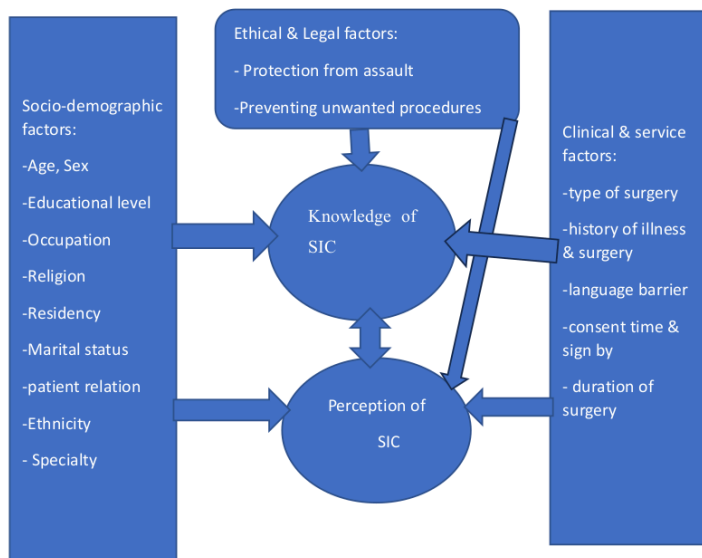 Ethical & Legal factors:
- Protection from assault
-Preventing unwanted procedures
Socio-demographic
factors:
-Age, Sex
-Educational level
-Occupation
-Religion
-Residency
-Marital status
-patient relation
-Ethnicity
- Specialty
Knowledge of
SIC
Perception of
SIC
Clinical & service
factors:
-type of surgery
-history of illness
& surgery
-language barrier
-consent time &
sign by
- duration of
surgery